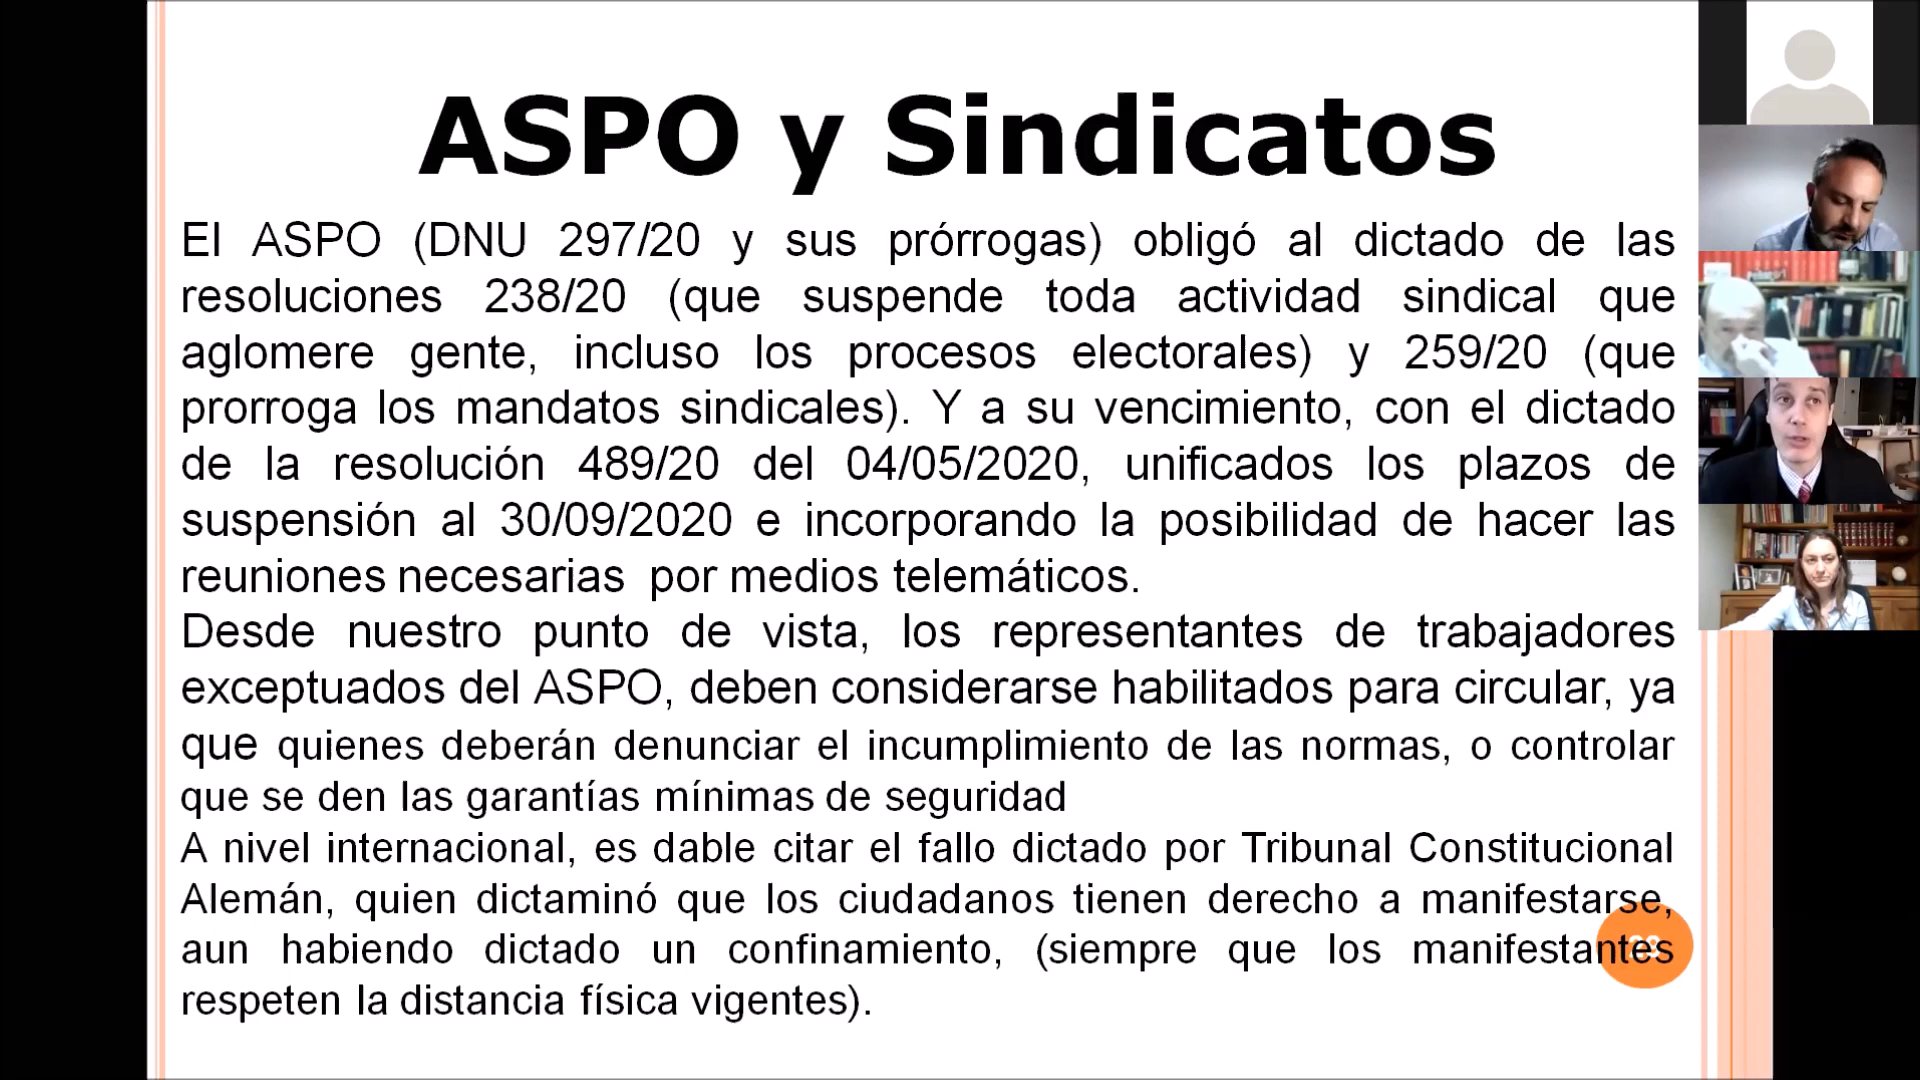 ASPO y Sindicatos
El ASPO (DNU 297/20 y sus prórrogas) obligó al dictado de las
resoluciones 238/20 (que suspende toda actividad sindical que
aglomere gente, incluso los procesos electorales) y 259/20 (que
prorroga los mandatos sindicales). Y a su vencimiento, con el dictado
de la resolución 489/20 del 04/05/2020, unificados los plazos de
suspensión al 30/09/2020 e incorporando la posibilidad de hacer las
reuniones necesarias por medios telemáticos.
Desde nuestro punto de vista, los representantes de trabajadores
exceptuados del ASPO, deben considerarse habilitados para circular, ya
que quienes deberán denunciar el incumplimiento de las normas, o controlar
que se den las garantías mínimas de seguridad
A nivel internacional, es dable citar el fallo dictado por Tribunal Constitucional
Alemán, quien dictaminó que los ciudadanos tienen derecho a manifestarse,
aun habiendo dictado un confinamiento, (siempre que los manifestantes
respeten la distancia física vigentes).